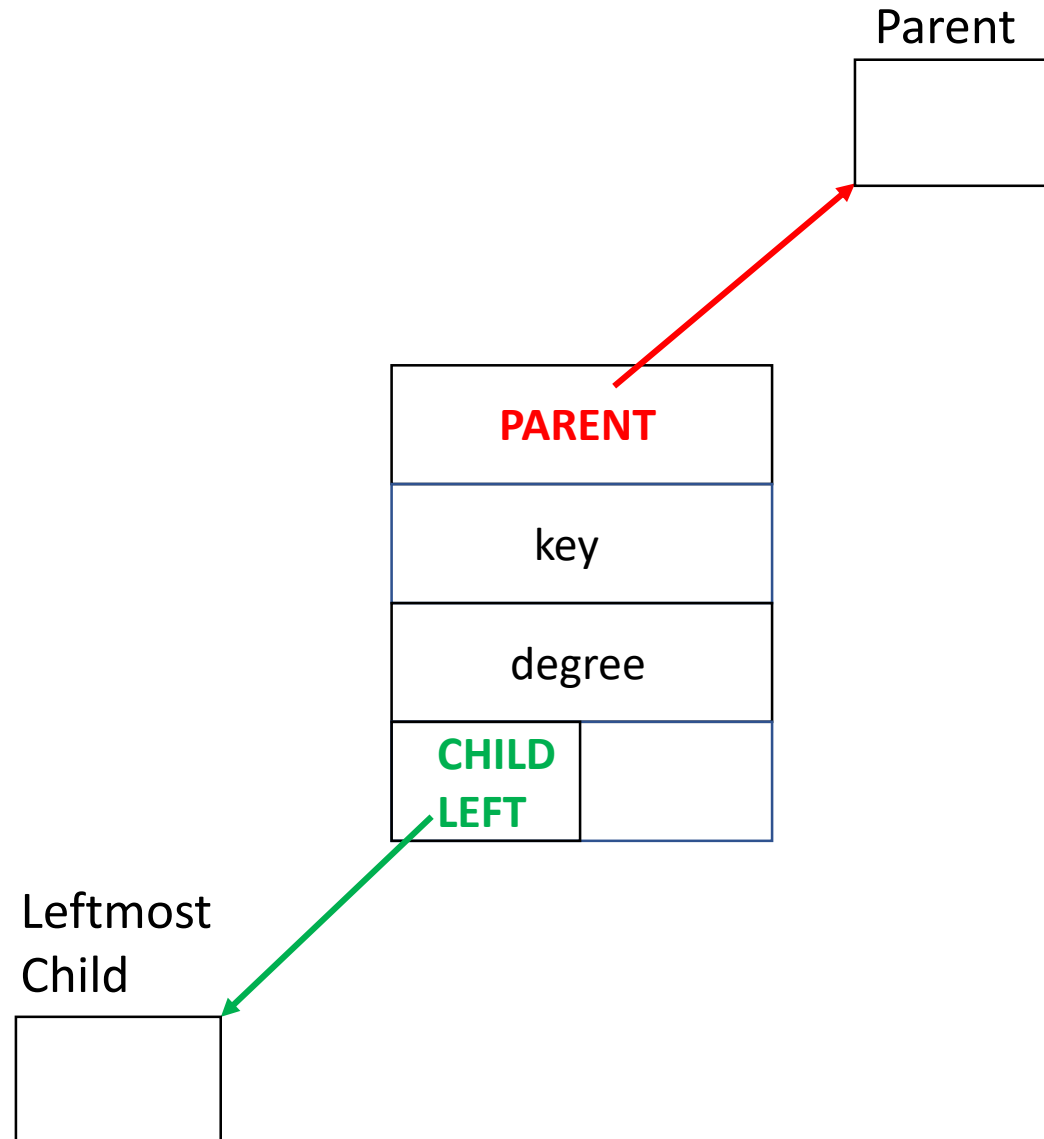 Parent
PARENT
key
degree
CHILD
LEFT
Leftmost
Child